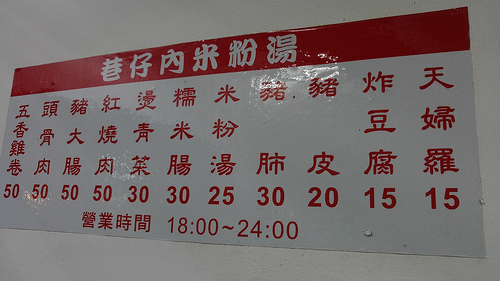 巷仔內米粉湯
天婦羅 15
炸豆腐 15
豬皮 20
豬肺 30
米粉湯 25
糯米腸 30
燙青菜 30
紅燒肉 50
豬大腸 50
頭骨肉 50
五香雞卷 50
營業時間 18:00~24:00